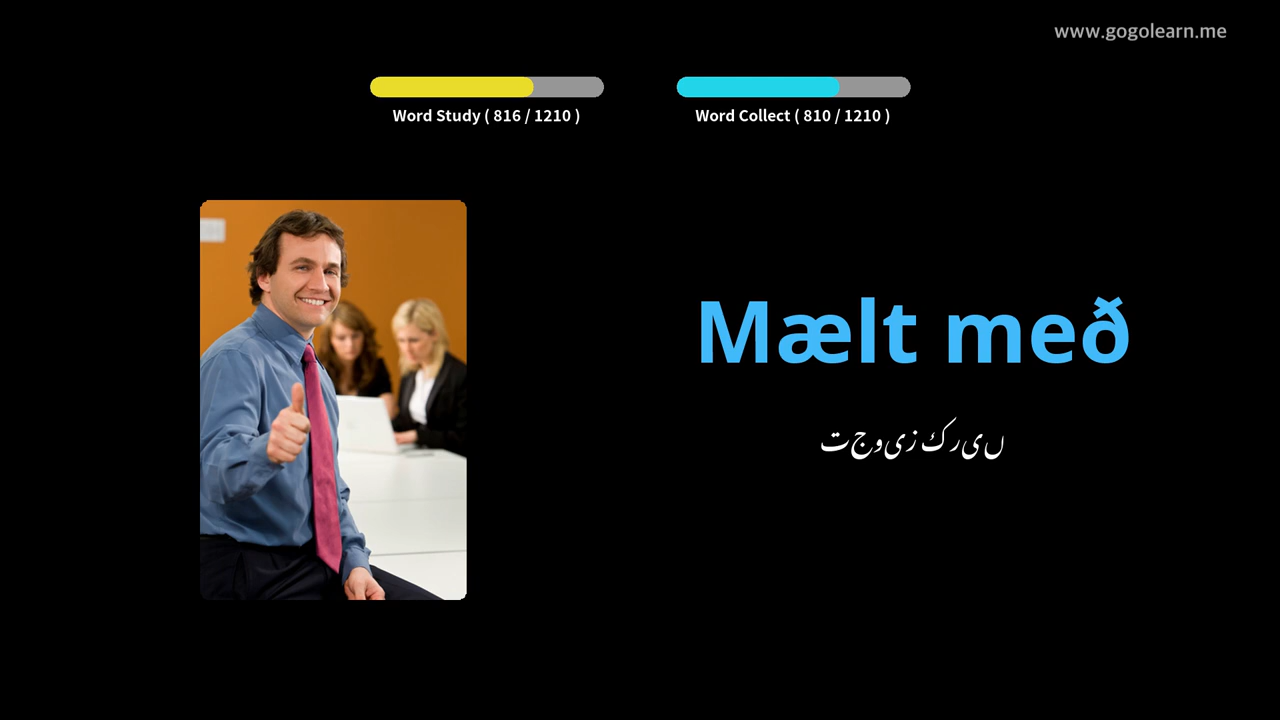 www.gogolearn.me
Word Study ( 816 / 1210 )
Word Collect ( 810 / 1210 )
Mælt með
تجویز کریں